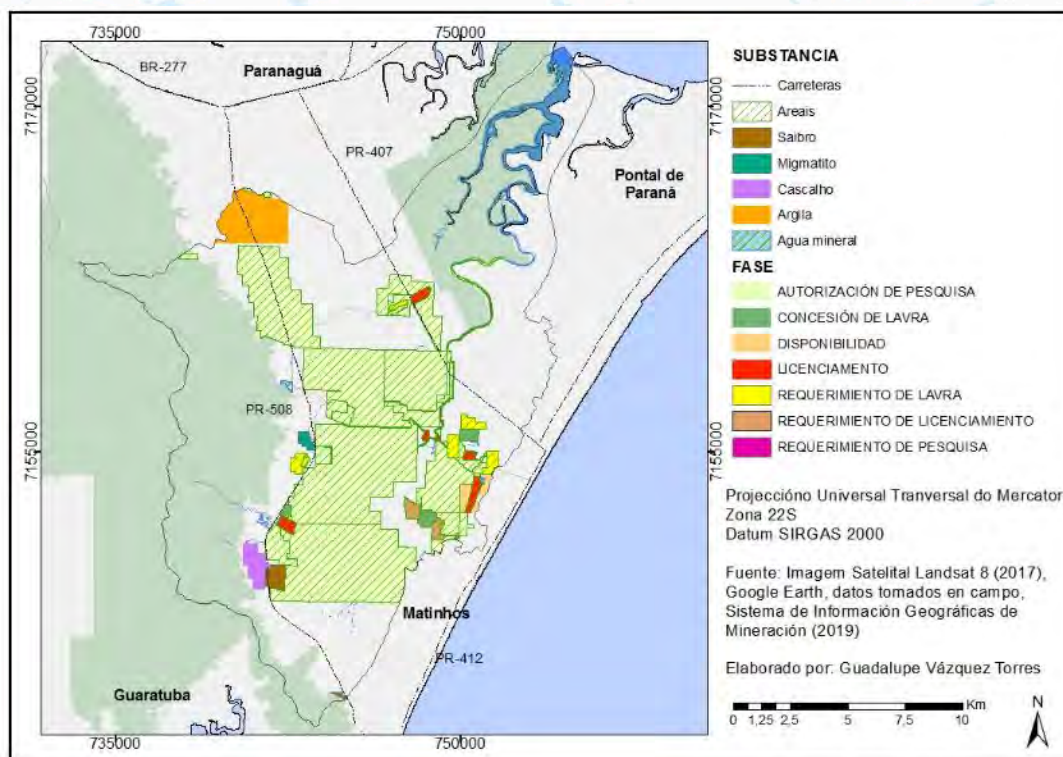 735000
750000
BR-277
Paranaguá
7170000
7170000
PR-407
Pontal de
Paraná
PR-508
7155000
7155000
Matinhos
PR-412
Guaratuba
735000
750000
SUBSTANCIA
Carreteras
Areais
Saibro
Migmatito
Cascalho
Argila
Agua mineral
FASE
AUTORIZACIÓN DE PESQUISA
CONCESIÓN DE LAVRA
DISPONIBILIDAD
LICENCIAMENTO
REQUERIMENTO DE LAVRA
REQUERIMIENTO DE LICENCIAMENTO
REQUERIMIENTO DE PESQUISA
Projeccióno Universal Tranversal do Mercator
Zona 22S
Datum SIRGAS 2000
Fuente: Imagem Satelital Landsat 8 (2017),
Google Earth, datos tomados en campo,
Sistema de Información Geográficas de
Mineración (2019)
Elaborado por: Guadalupe Vázquez Torres
Km
0 1,25 2,5 5 7,5 10
N